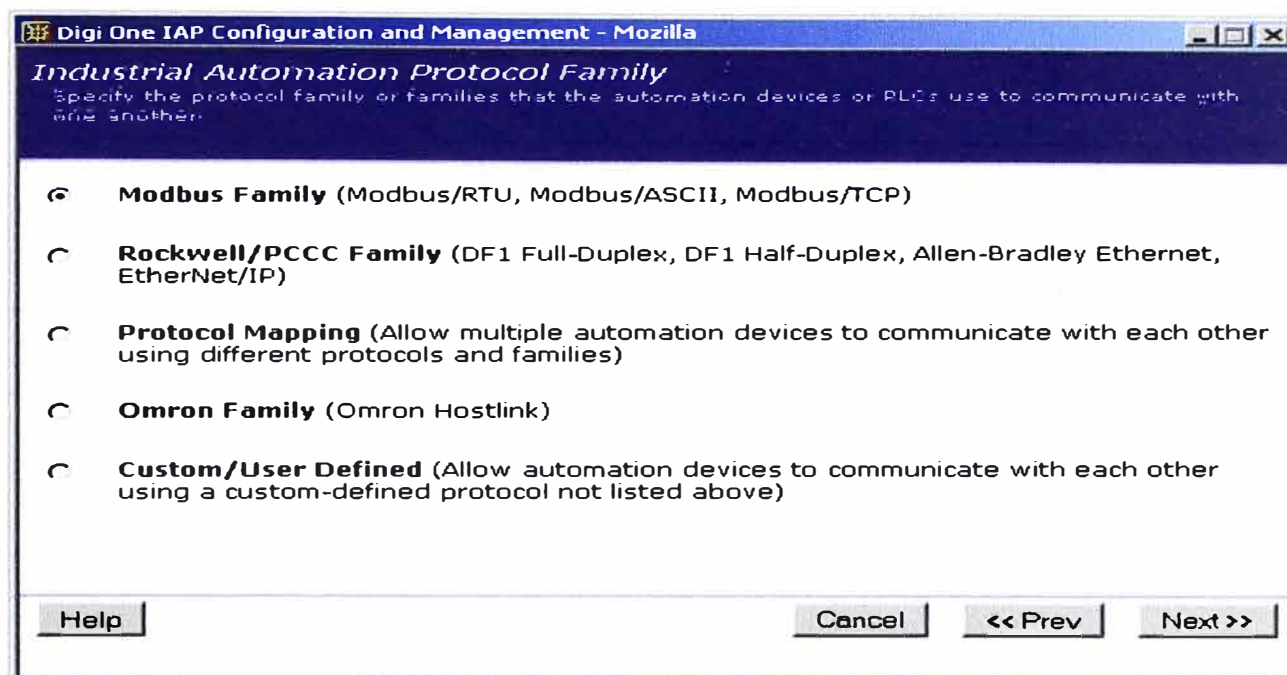 Digi One IAP Configuration and Management - Mozilla
Industrial Automation Protocol Family
Specify the protocol family or families that the automation devices or PLCs use to communicate with
one another.
Modbus Family (Modbus/RTU, Modbus/ASCII, Modbus/TCP)
Rockwell/PCCC Family (DF1 Full-Duplex, DF1 Half-Duplex, Allen-Bradley Ethernet,
EtherNet/IP)
Protocol Mapping (Allow multiple automation devices to communicate with each other
using different protocols and families)
Omron Family (Omron Hostlink)
Custom/User Defined (Allow automation devices to communicate with each other
using a custom-defined protocol not listed above)
Help Cancel << Prev Next >>